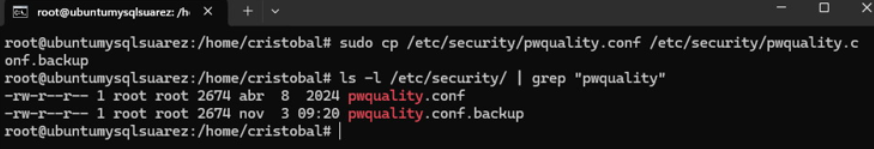 root@ubuntumysqlsuarez: /h
root@ubuntumysqlsuarez:/home/cristobal# sudo cp /etc/security/pwquality.conf /etc/security/pwquality.c
onf.backup
root@ubuntumysqlsuarez:/home/cristobal# ls -l /etc/security/ | grep "pwquality"
-rw-r--r-- 1 root root 2674 abr  8  2024 pwquality.conf
-rw-r--r-- 1 root root 2674 nov  3 09:20 pwquality.conf.backup
root@ubuntumysqlsuarez:/home/cristobal#